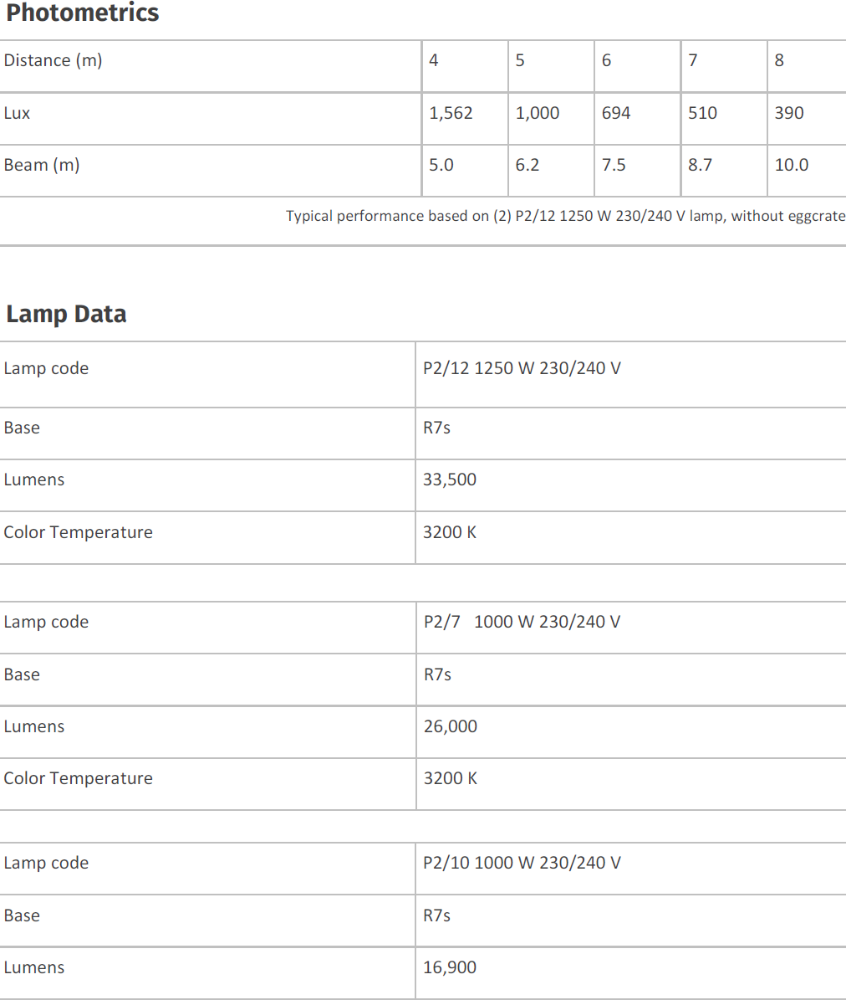 Photometrics
Distance (m) 4 5 6 7 8
Lux 1,562 1,000 694 510 390
Beam (m) 5.0 6.2 7.5 8.7 10.0
Typical performance based on (2) P2/12 1250 W 230/240 V lamp, without eggcrate
Lamp Data
Lamp code P2/12 1250 W 230/240 V
Base R7s
Lumens 33,500
Color Temperature 3200 K
Lamp code P2/7 1000 W 230/240 V
Base R7s
Lumens 26,000
Color Temperature 3200 K
Lamp code P2/10 1000 W 230/240 V
Base R7s
Lumens 16,900